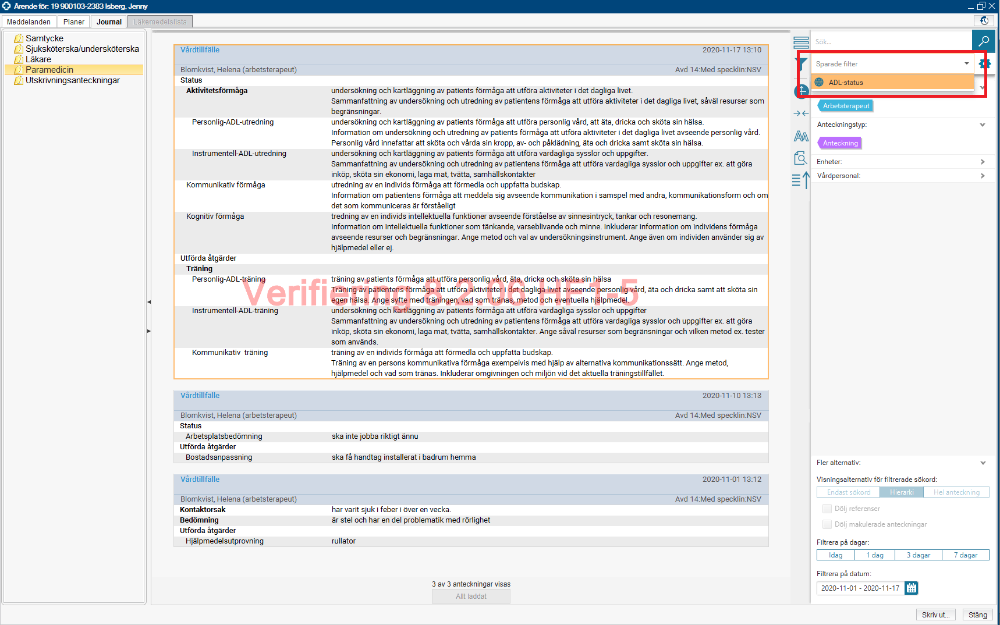 Ärende för: 19 900103-2383 Isberg, Jenny
Meddelanden
Planer
Journal
Läkemedelslista
Samtycke
Sjuksköterska/undersköterska
Läkare
Paramedicin
Utskrivningsanteckningar
Vårdtillfälle 2020-11-17 13:10
Blomkvist, Helena (arbetsterapeut) Avd 14:Med specklin:NSV
Status
Aktivitetsförmåga undersökning och kartläggning av patients förmåga att utföra aktiviteter i det dagliga livet.
Sammanfattning av undersökning och utredning av patientens förmåga att utföra aktiviteter i det dagliga livet, såväl resurser som
begränsningar.
Personlig-ADL-utredning undersökning och kartläggning av patients förmåga att utföra personlig vård, att äta, dricka och sköta sin hälsa.
Information om undersökning och utredning av patients förmåga att utföra aktiviteter i det dagliga livet avseende personlig vård.
Personlig vård innefattar att sköta och vårda sin kropp, av- och påklädning, äta och dricka samt sköta sin hälsa.
Instrumentell-ADL-utredning undersökning och kartläggning av patients förmåga att utföra vardagliga sysslor och uppgifter.
Sammanfattning av undersökning och utredning av patientens förmåga att utföra vardagliga sysslor och uppgifter ex. att göra
inköp, sköta sin ekonomi, laga mat, tvätta, samhällskontakter
Kommunikativ förmåga utredning av en individs förmåga att förmedla och uppfatta budskap.
Information om patientens förmåga att meddela sig avseende kommunikation i samspel med andra, kommunikationsform och om
det som kommuniceras är förståeligt
Kognitiv förmåga tredning av en individs intellektuella funktioner avseende förståelse av sinnesintryck, tankar och resonemang.
Information om intellektuella funktioner som tänkande, varseblivande och minne. Inkluderar information om individens förmåga
avseende resurser och begränsningar. Ange metod och val av undersökningsinstrument. Ange även om individen använder sig av
hjälpmedel eller ej.
Utförda åtgärder
Träning
Personlig-ADL-träning träning av patients förmåga att utföra personlig vård, äta, dricka och sköta sin hälsa
Träning av patientens förmåga att utföra aktiviteter i det dagliga livet avseende personlig vård, äta och dricka samt att sköta sin
egen hälsa. Ange syfte med träningen, vad som tränas, metod och eventuella hjälpmedel.
Verifiering 8.2.06 HF1-5
Instrumentell-ADL-träning undersökning och kartläggning av patients förmåga att utföra vardagliga sysslor och uppgifter
Sammanfattning av undersökning och utredning av patientens förmåga att utföra vardagliga sysslor och uppgifter ex. att göra
inköp, sköta sin ekonomi, laga mat, tvätta, samhällskontakter. Ange såväl resurser som begränsningar och vilken metod ex. tester
som används.
Kommunikativ träning träning av en individs förmåga att förmedla och uppfatta budskap.
Träning av en persons kommunikativa förmåga exempelvis med hjälp av alternativa kommunikationssätt. Ange metod,
hjälpmedel och vad som tränas. Inkluderar omgivningen och miljön vid det aktuella träningstillfället.
Vårdtillfälle 2020-11-10 13:13
Blomkvist, Helena (arbetsterapeut) Avd 14:Med specklin:NSV
Status
Arbetsplatsbedömning ska inte jobba riktigt ännu
Utförda åtgärder
Bostadsanpassning ska få handtag installerat i badrum hemma
Vårdtillfälle 2020-11-01 13:12
Blomkvist, Helena (arbetsterapeut) Avd 14:Med specklin:NSV
Kontaktorsak har varit sjuk i feber i över en vecka.
Bedömning är stel och har en del problematik med rörlighet
Utförda åtgärder
Hjälpmedelsutprovning rullator
3 av 3 anteckningar visas
Allt laddat
Sök...
Sparade filter
ADL-status
Arbetsterapeut
Anteckningstyp:
Anteckning
Enheter:
Vårdpersonal:
Fler alternativ:
Visningsalternativ för filtrerade sökord:
Endast sökord Hierarki Hel anteckning
Dölj referenser
Dölj makulerade anteckningar
Filtrera på dagar:
Idag 1 dag 3 dagar 7 dagar
Filtrera på datum:
2020-11-01 - 2020-11-17
Skriv ut... Stäng